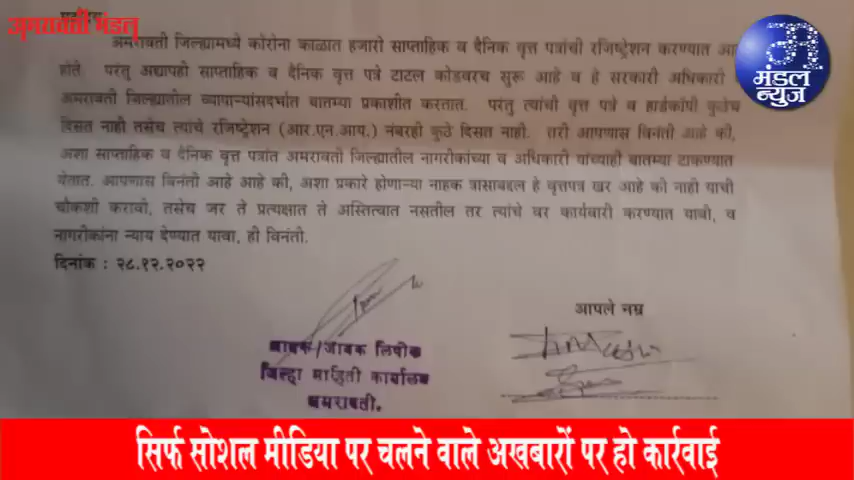 अमरावती मंडल
मंडल
न्युज
अमरावती जिल्ह्यामध्ये कोरोना काळात हजारो साप्ताहिक व दैनिक वृत्त पत्रांची रजिष्ट्रेशन करण्यात आ
होते. परंतु अद्यापही साप्ताहिक व दैनिक वृत्त पत्रे टाटल कोडवरच सुरू आहे व हे सरकारी अधिकारी
अमरावती जिल्ह्यातील व्यापाऱ्यांसदर्भात बातम्या प्रकाशीत करतात. परंतु त्यांची वृत्त पत्रे व हार्डकॉपी कुठेच
दिसत नाही तसेच त्यांचे रजिष्ट्रेशन (आर.एन.आय.) नंबरही कुठे दिसत नाही. तरी आपणास विनंती आहे की,
अशा साप्ताहिक व दैनिक वृत्त पत्रांत अमरावती जिल्ह्यातील नागरीकांच्या व अधिकारी यांच्याही बातम्या टाकण्यात
येतात. आपणास विनंती आहे आहे की, अशा प्रकारे होणाऱ्या नाहक त्रासाबद्दल हे वृत्तपत्र खर आहे की नाही याची
चौकशी करावी, तसेच जर ते प्रत्यक्षात ते अस्तित्वात नसतील तर त्यांचे वर कार्यवारी करण्यात यावी, व
नागरीकांना न्याय देण्यात यावा, ही विनंती.
दिनांक : २८.१२.२०२२
आपले नम्र
आवक/जावक लिपीक
जिल्हा माहिती कार्यालय
अमरावती.
सिर्फ सोशल मीडिया पर चलने वाले अखबारों पर हो कार्रवाई